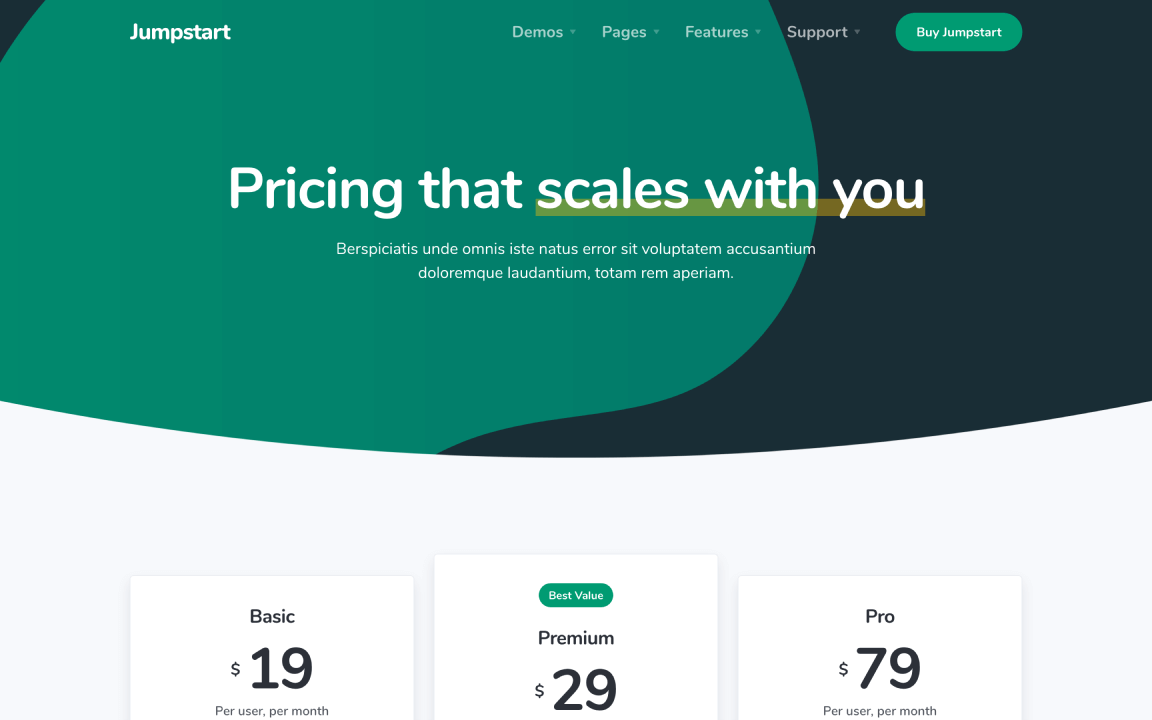 Jumpstart
Demos
Pages
Features
Support
Buy Jumpstart
Pricing that scales with you
Berspiciatis unde omnis iste natus error sit voluptatem accusantium
doloremque laudantium, totam rem aperiam.
Basic
$ 19
Per user, per month
Best Value
Premium
$ 29
Pro
$ 79
Per user, per month